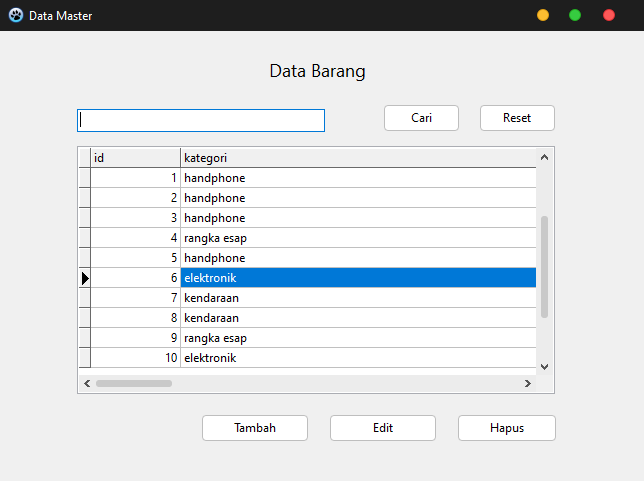 Data Master
Data Barang
Cari Reset
id kategori
1 handphone
2 handphone
3 handphone
4 rangka esap
5 handphone
6 elektronik
7 kendaraan
8 kendaraan
9 rangka esap
10 elektronik
Tambah Edit Hapus